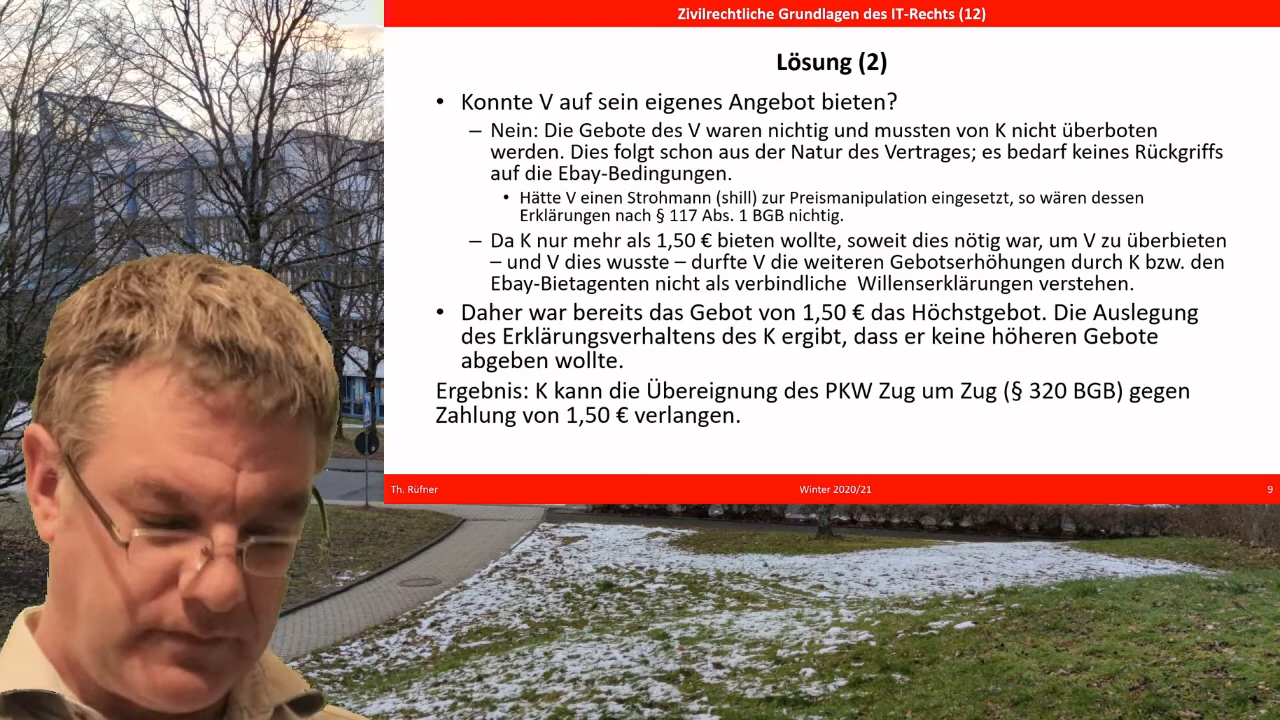 Zivilrechtliche Grundlagen des IT-Rechts (12)
Lösung (2)
• Konnte V auf sein eigenes Angebot bieten?
– Nein: Die Gebote des V waren nichtig und mussten von K nicht überboten
werden. Dies folgt schon aus der Natur des Vertrages; es bedarf keines Rückgriffs
auf die Ebay-Bedingungen.
• Hätte V einen Strohmann (shill) zur Preismanipulation eingesetzt, so wären dessen
Erklärungen nach § 117 Abs. 1 BGB nichtig.
– Da K nur mehr als 1,50 € bieten wollte, soweit dies nötig war, um V zu überbieten
– und V dies wusste – durfte V die weiteren Gebotserhöhungen durch K bzw. den
Ebay-Bietagenten nicht als verbindliche Willenserklärungen verstehen.
• Daher war bereits das Gebot von 1,50 € das Höchstgebot. Die Auslegung
des Erklärungsverhaltens des K ergibt, dass er keine höheren Gebote
abgeben wollte.
Ergebnis: K kann die Übereignung des PKW Zug um Zug (§ 320 BGB) gegen
Zahlung von 1,50 € verlangen.
Th. Rüfner
Winter 2020/21
9